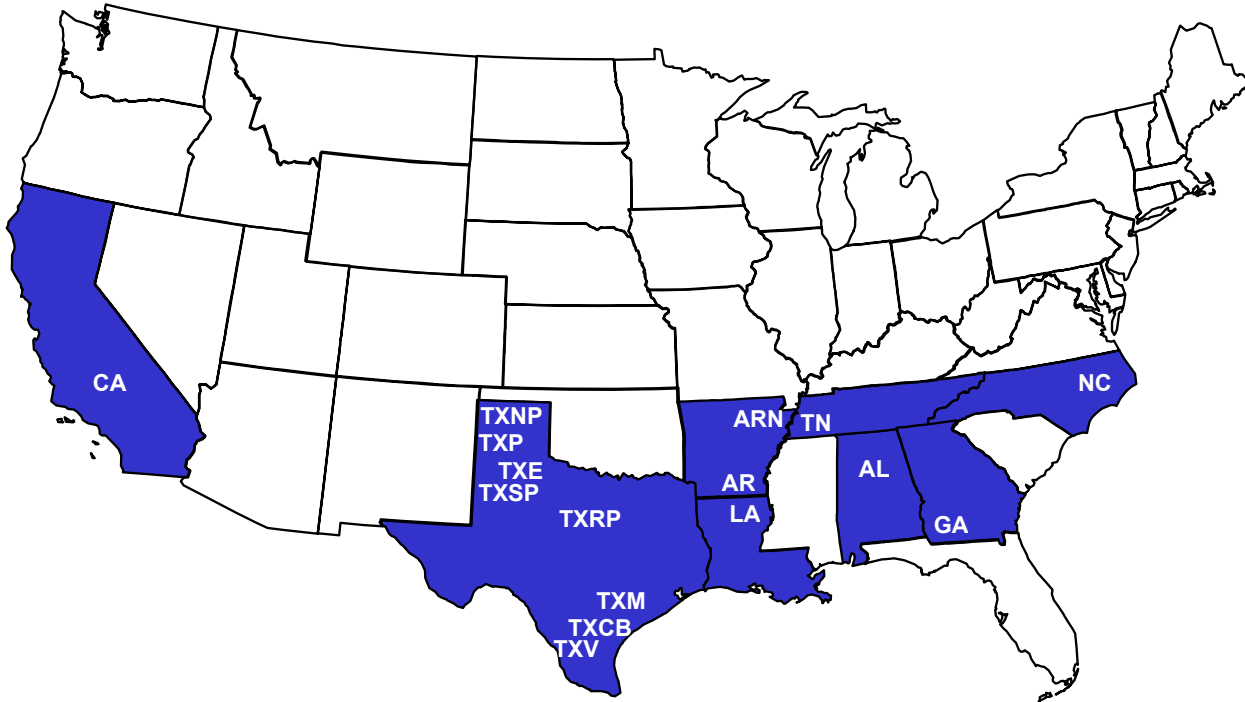 CA
NC
TXNP
ARN
TN
TXP
TXE
AL
AR
TXSP
LA
TXRP
GA
TXM
TXCB
TXV